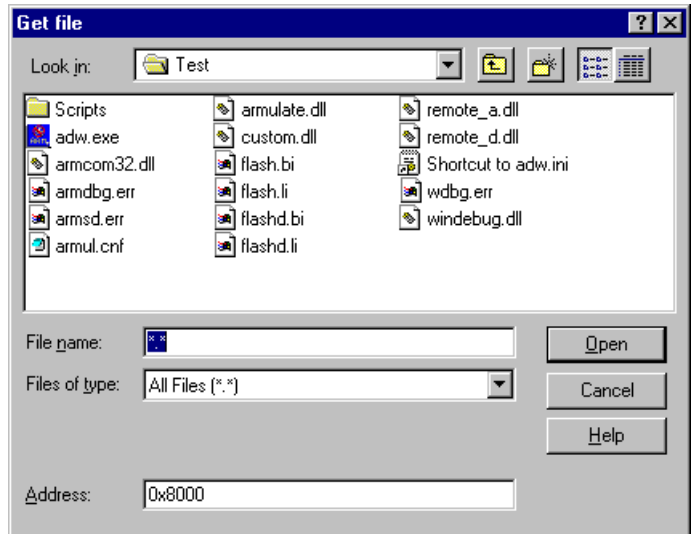 Get file
Look in: Test
Scripts armulate.dll remote_a.dll
adw.exe custom.dll remote_d.dll
armcom32.dll flash.bi Shortcut to adw.ini
armdbg.err flash.li wdbg.err
armsd.err flashd.bi windebug.dll
armul.cnf flashd.li
File name: *.* Open
Files of type: All Files (*.*) Cancel
Help
Address: 0x8000